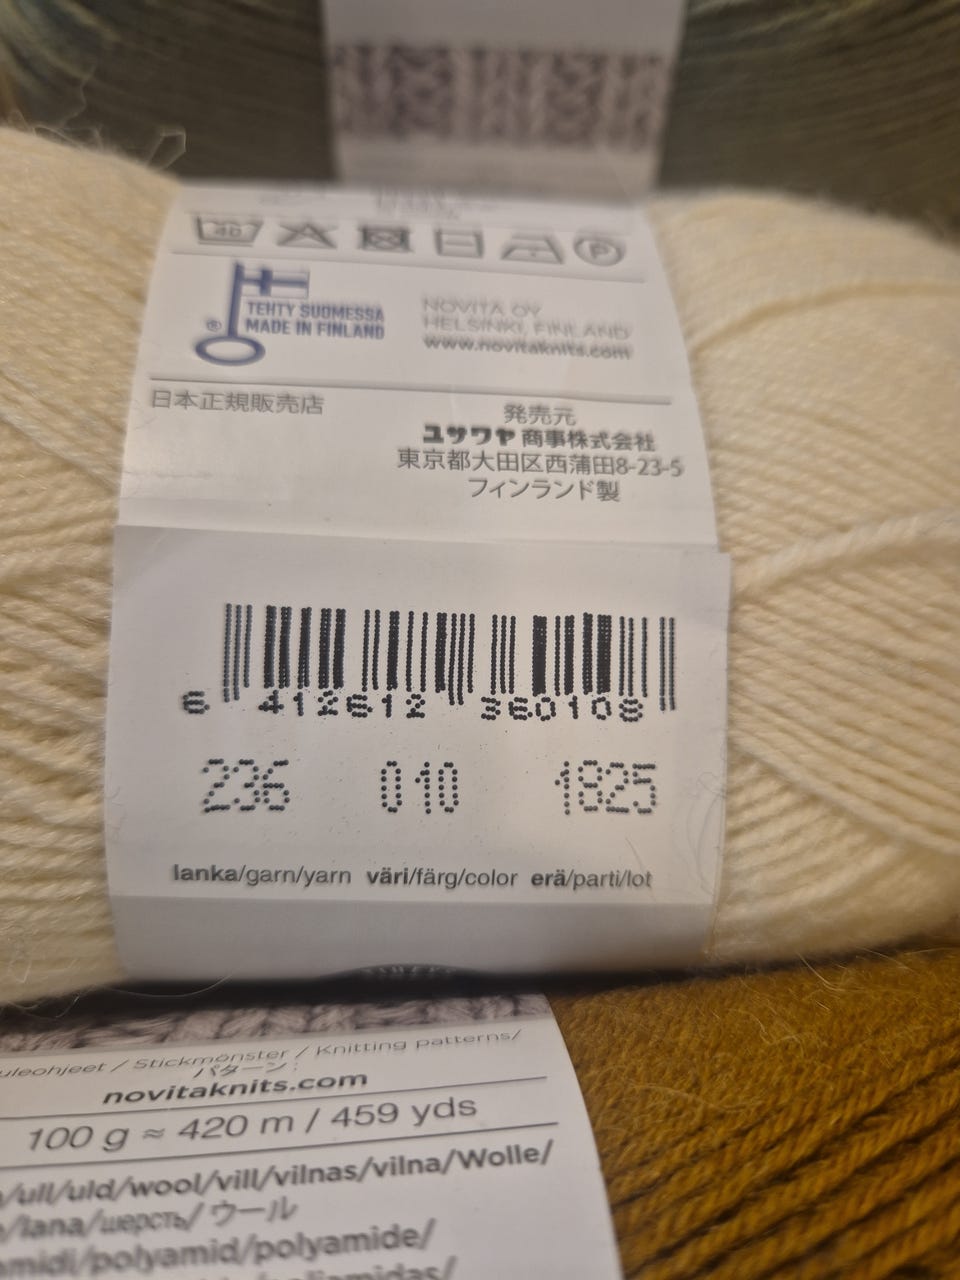 40
P
TEHTY SUOMESSA
MADE IN FINLAND
®
NOVITA OY
HELSINKI, FINLAND
www.novitaknits.com
日本正規販売店
発売元
ユザワヤ商事株式会社
東京都大田区西蒲田8-23-5
フィンランド製
6 412612 360108
236 010 1825
lanka/garn/yarn väri/färg/color erä/parti/lot
/ Stickmönster / Knitting patterns/
パターン:
novitaknits.com
100 g ≈ 420 m / 459 yds
/ull/uld/wool/vill/vilnas/vilna/Wolle/
/lana/шерсть/ ウール
/polyamid/polyamide/